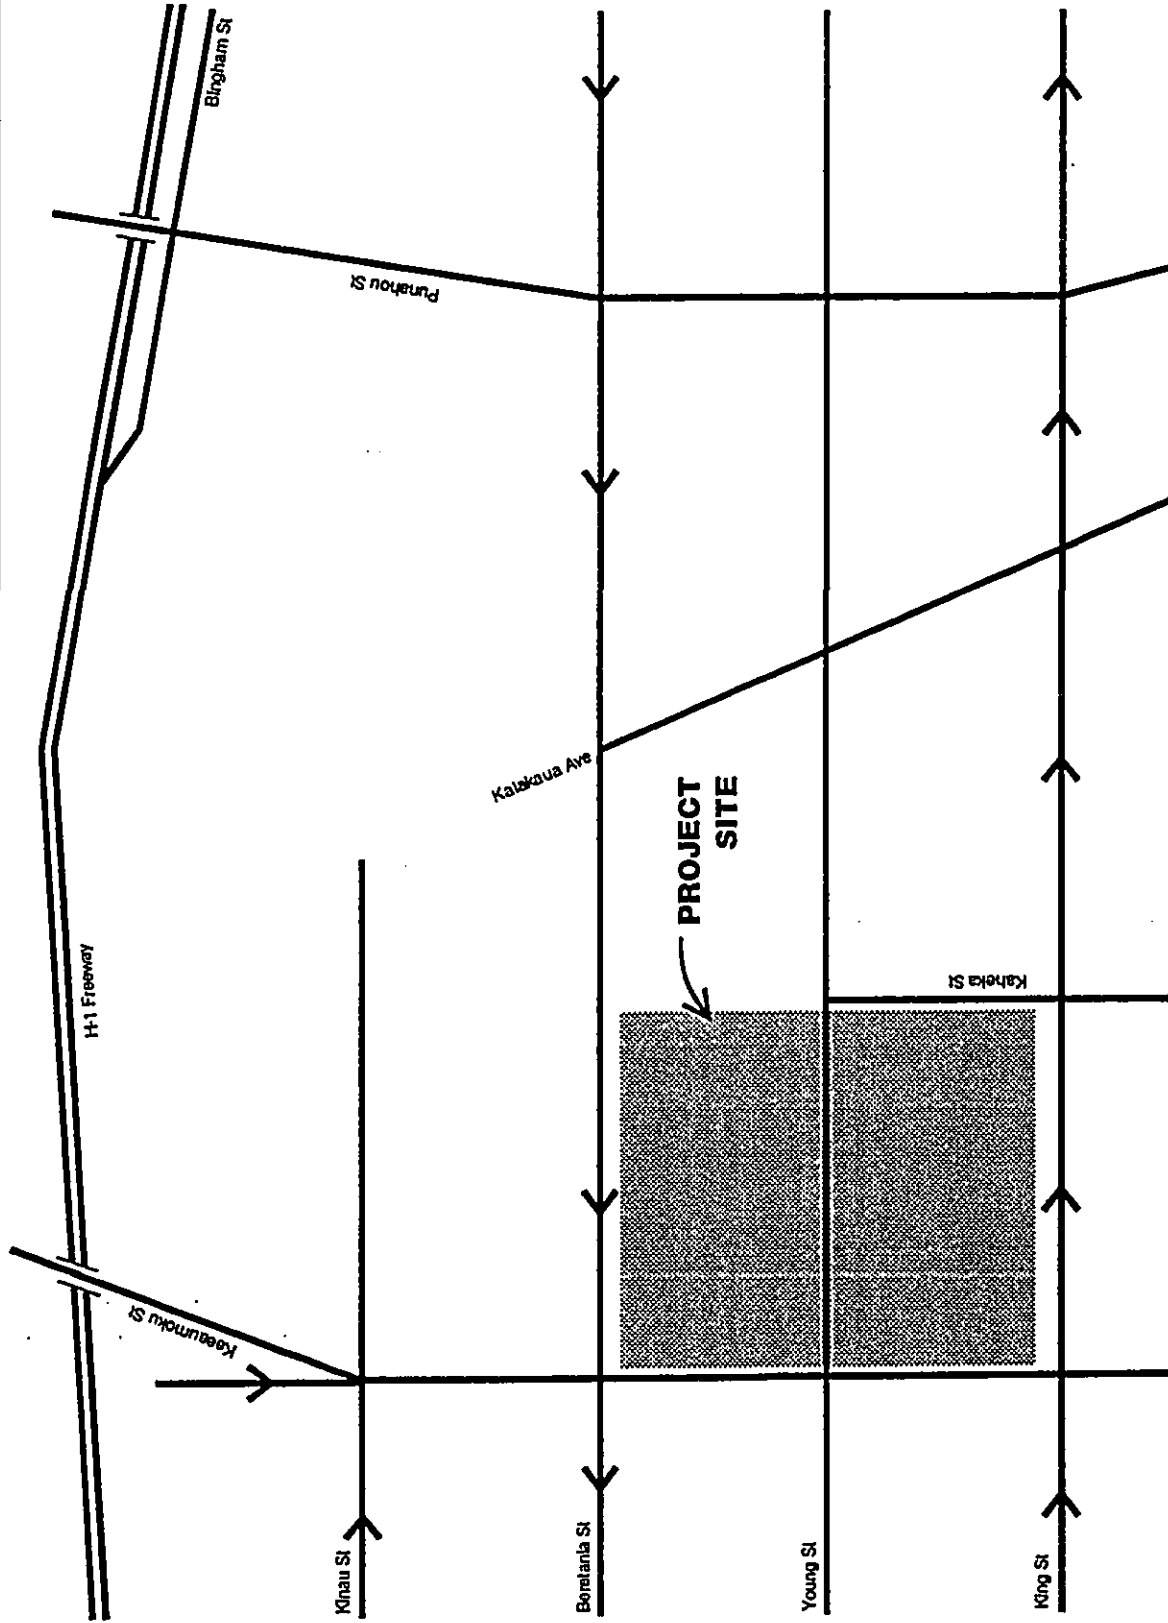 H-1 Freeway
Bingham St
Punahou St
Keeaumoku St
Kinau St
Kalakaua Ave
Beretania St
PROJECT
SITE
Young St
Kaheka St
King St